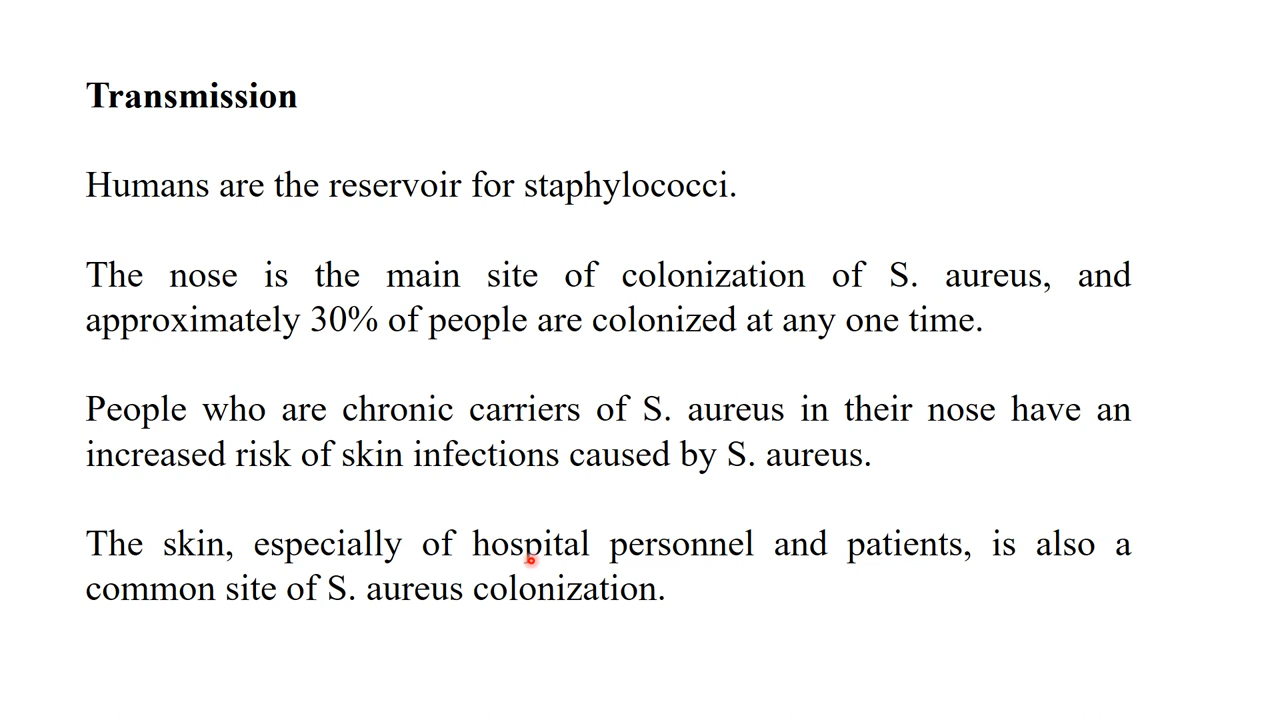 Transmission
Humans are the reservoir for staphylococci.
The nose is the main site of colonization of S. aureus, and
approximately 30% of people are colonized at any one time.
People who are chronic carriers of S. aureus in their nose have an
increased risk of skin infections caused by S. aureus.
The skin, especially of hospital personnel and patients, is also a
common site of S. aureus colonization.